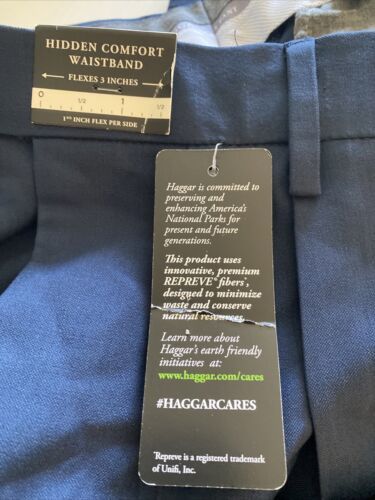 HIDDEN COMFORT
WAISTBAND
FLEXES 3 INCHES
0 1/2 1 1/2
1 1/2 INCH FLEX PER SIDE
Haggar is committed to
preserving and
enhancing America's
National Parks for
present and future
generations.
This product uses
innovative, premium
REPREVE® fibers*,
designed to minimize
waste and conserve
natural resources.
Learn more about
Haggar's earth friendly
initiatives at:
www.haggar.com/cares
#HAGGARCARES
*Repreve is a registered trademark
of Unifi, Inc.